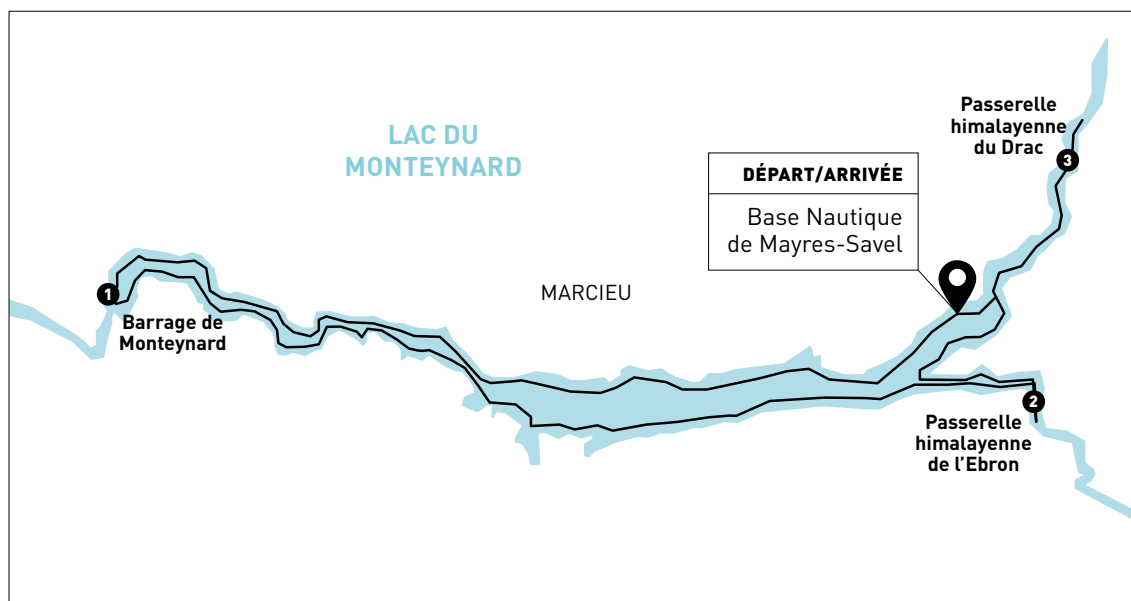 LAC DU
MONTEYNARD
Passerelle
himalayenne
du Drac
3
DÉPART/ARRIVÉE
Base Nautique
de Mayres-Savel
MARCIEU
1
Barrage de
Monteynard
2
Passerelle
himalayenne
de l'Ebron